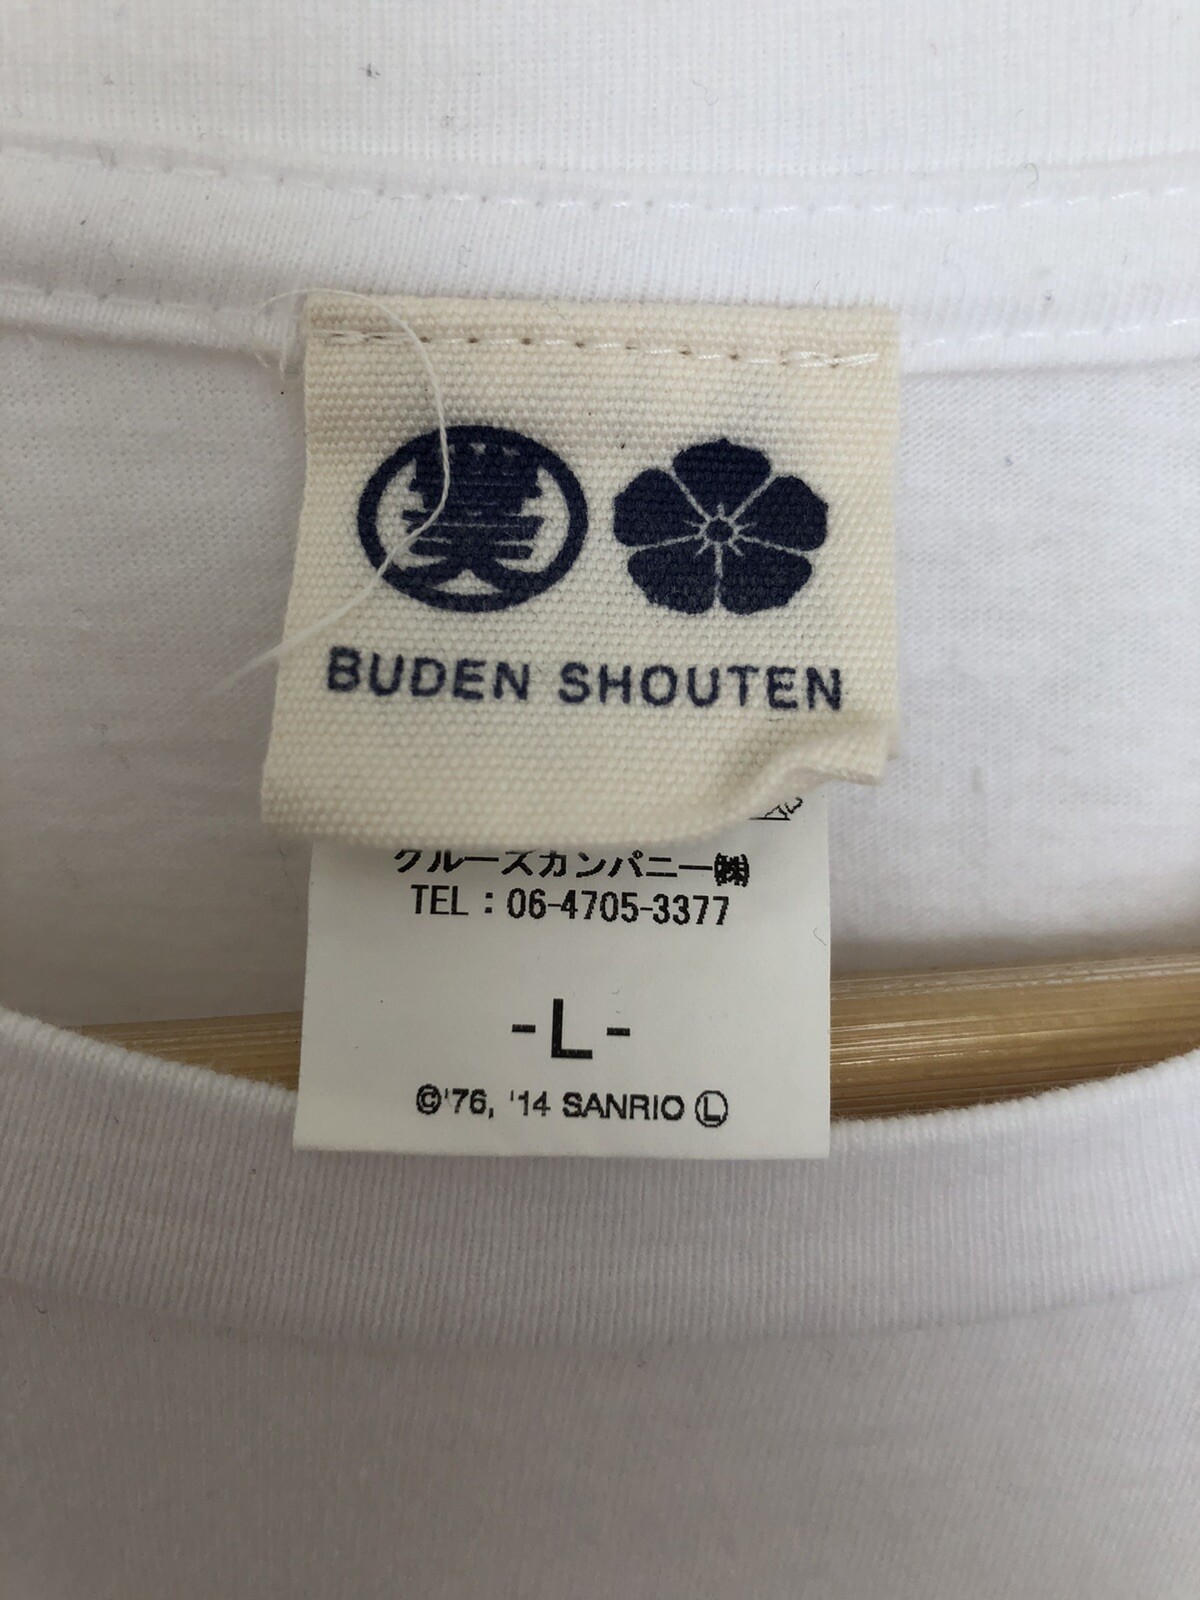 BUDEN SHOUTEN
クルーズカンパニー㈱
TEL：06-4705-3377
-L-
©'76, '14 SANRIO Ⓛ